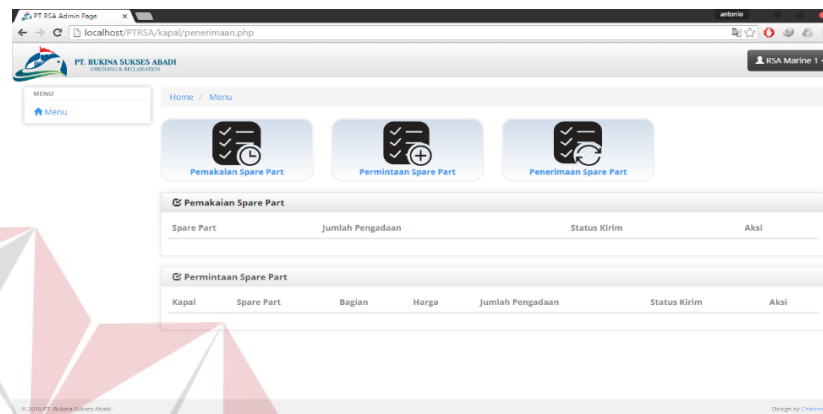 PT RSA Admin Page
antonio
localhost/PTRSA/kapal/penerimaan.php
PT. RUKINA SUKSES ABADI
DREDGING & RECLAMATION
RSA Marine 1
MENU
Menu
Home / Menu
Pemakaian Spare Part
Permintaan Spare Part
Penerimaan Spare Part
Pemakaian Spare Part
Spare Part Jumlah Pengadaan Status Kirim Aksi
Permintaan Spare Part
Kapal Spare Part Bagian Harga Jumlah Pengadaan Status Kirim Aksi
© 2016 PT. Rukina Sukses Abadi
Design by